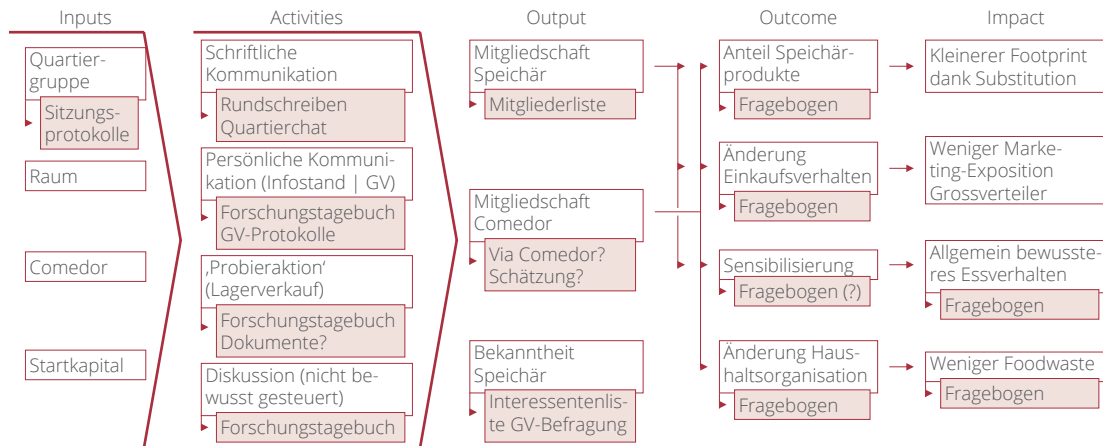 Inputs
Quartier-
gruppe
Sitzungs-
protokolle
Raum
Comedor
Startkapital
Activities
Schriftliche
Kommunikation
Rundschreiben
Quartierchat
Persönliche Kommuni-
kation (Infostand | GV)
Forschungstagebuch
GV-Protokolle
‚Probieraktion‘
(Lagerverkauf)
Forschungstagebuch
Dokumente?
Diskussion (nicht be-
wusst gesteuert)
Forschungstagebuch
Output
Mitgliedschaft
Speichär
Mitgliederliste
Mitgliedschaft
Comedor
Via Comedor?
Schätzung?
Bekanntheit
Speichär
Interessentenlis-
te GV-Befragung
Outcome
Anteil Speichär-
produkte
Fragebogen
Änderung
Einkaufsverhalten
Fragebogen
Sensibilisierung
Fragebogen (?)
Änderung Haus-
haltsorganisation
Fragebogen
Impact
Kleinerer Footprint
dank Substitution
Weniger Marke-
ting-Exposition
Grossverteiler
Allgemein bewusste-
res Essverhalten
Fragebogen
Weniger Foodwaste
Fragebogen